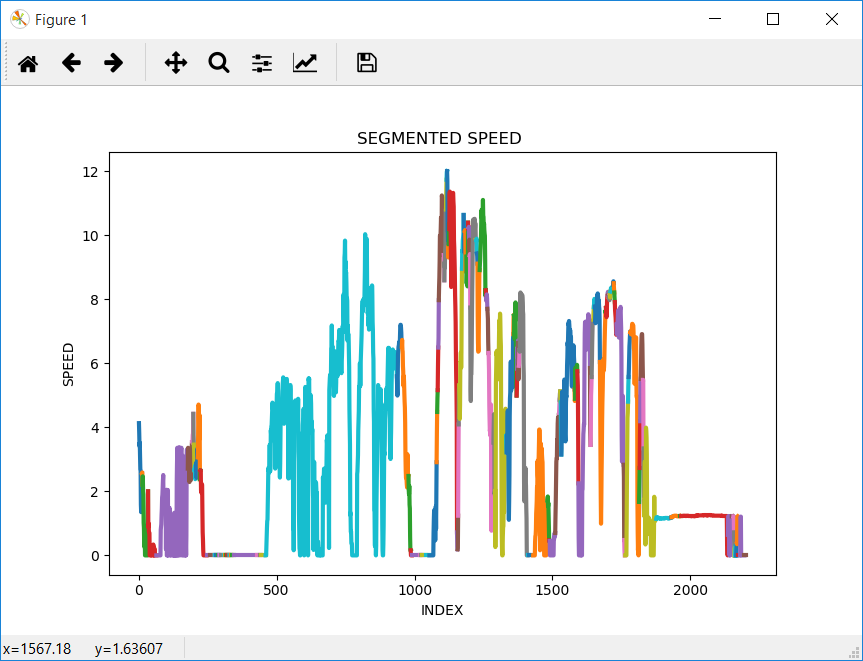 Figure 1
SEGMENTED SPEED
12
10
8
6
4
2
0
SPEED
0 500 1000 1500 2000
INDEX
x=1567.18 y=1.63607